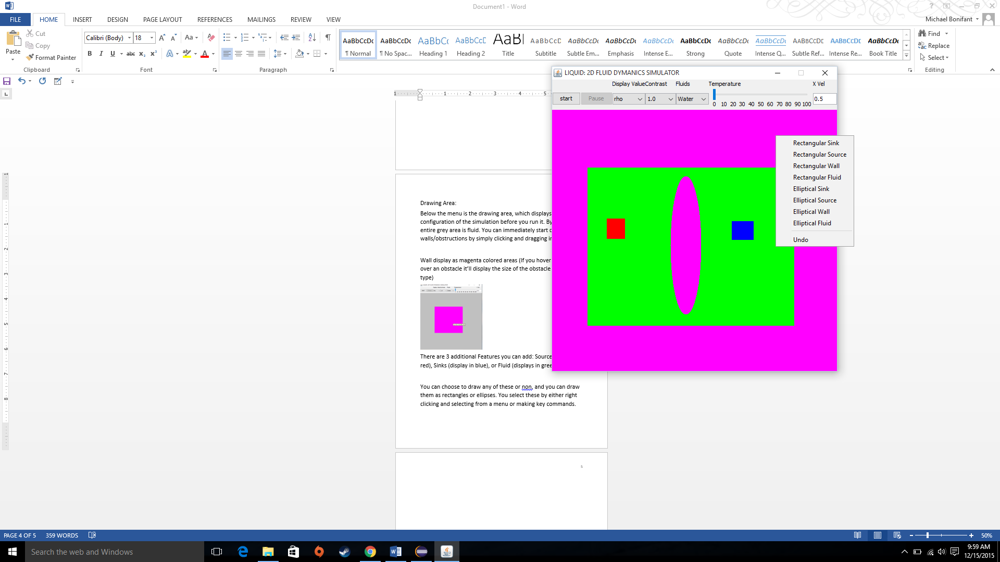 Document1 - Word
Michael Bonifant
FILE HOME INSERT DESIGN PAGE LAYOUT REFERENCES MAILINGS REVIEW VIEW
Paste
Cut
Copy
Format Painter
Clipboard
Calibri (Body) 18
Font
Paragraph
AaBbCcDc AaBbCcDc AaBbCc AaBbCcD AaBl AaBbCcD AaBbCcDc AaBbCcDc AaBbCcDc AaBbCcDc AaBbCcDc AaBbCcDc AaBbCcDc AaBbCcDc AaBbCcDc
¶ Normal ¶ No Spac... Heading 1 Heading 2 Title Subtitle Subtle Em... Emphasis Intense E... Strong Quote Intense Q... Subtle Ref... Intense Re... Book Title
Find
Replace
Select
Editing
LIQUID: 2D FLUID DYMANICS SIMULATOR
Display Value Contrast Fluids Temperature X Vel
start Pause rho 1.0 Water 0.5
0 10 20 30 40 50 60 70 80 90 100
Rectangular Sink
Rectangular Source
Rectangular Wall
Rectangular Fluid
Elliptical Sink
Elliptical Source
Elliptical Wall
Elliptical Fluid
Undo
Drawing Area:
Below the menu is the drawing area, which displays
configuration of the simulation before you run it. By
entire grey area is fluid. You can immediately start
walls/obstructions by simply clicking and dragging
Wall display as magenta colored areas (If you hover
over an obstacle it'll display the size of the obstacle
type)
There are 3 additional Features you can add: Source
red), Sinks (display in blue), or Fluid (displays in
You can choose to draw any of these or non, and you can draw
them as rectangles or ellipses. You select these by either right
clicking and selecting from a menu or making key commands.
5
PAGE 4 OF 5 359 WORDS 50%
Search the web and Windows
9:59 AM
12/15/2015